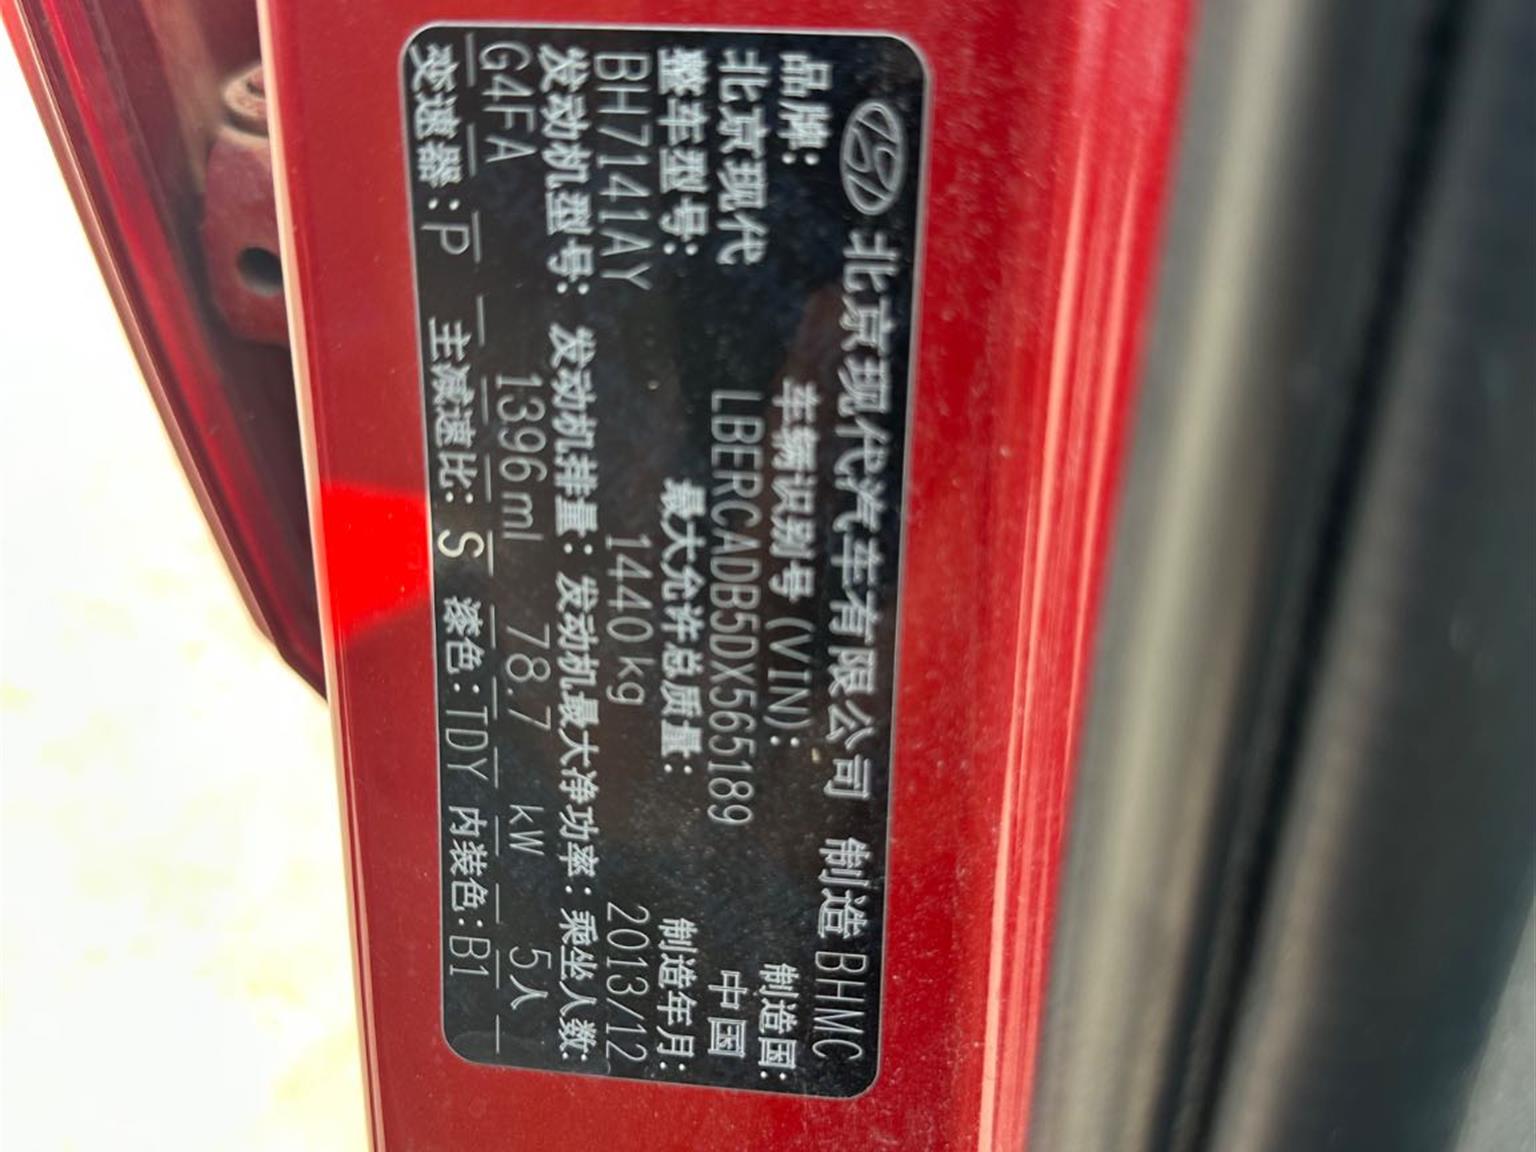 北京现代汽车有限公司 制造 BHMC
品牌: 车辆识别号 (VIN): 制造国:
北京现代 LBERCADB5DX565189 中国
整车型号: 最大允许总质量: 制造年月:
BH7141AY 1440kg 2013/12
发动机型号: 发动机排量: 发动机最大净功率: 乘坐人数:
G4FA 1396ml 78.7 kW 5人
变速器:P 主减速比:S 漆色:TDY 内装色:B1